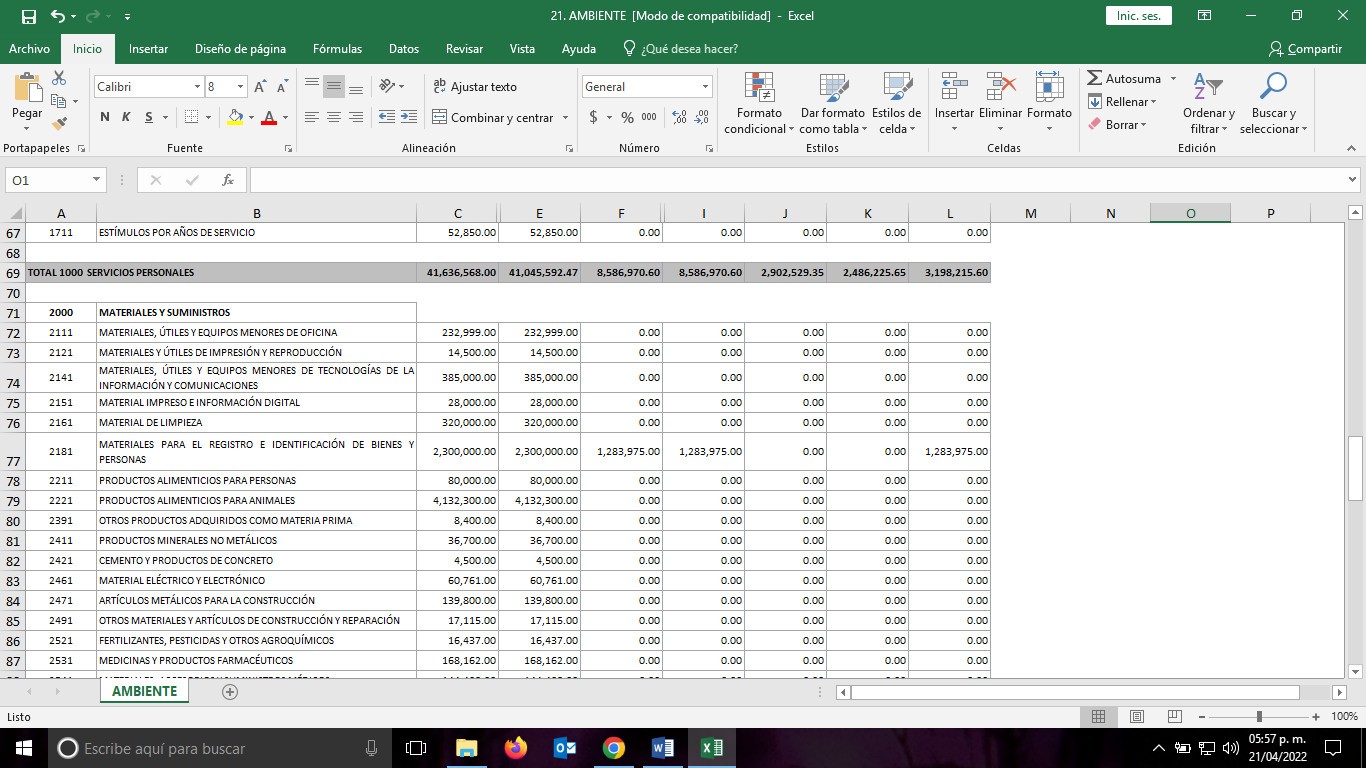 21. AMBIENTE [Modo de compatibilidad] - Excel
Inic. ses.
Archivo Inicio Insertar Diseño de página Fórmulas Datos Revisar Vista Ayuda ¿Qué desea hacer? Compartir
Pegar
Calibri 8
Ajustar texto
General
Formato condicional
Dar formato como tabla
Estilos de celda
Insertar Eliminar Formato
Autosuma
Rellenar
Borrar
Ordenar y filtrar
Buscar y seleccionar
N K S
Combinar y centrar
$ % 000
Portapapeles Fuente Alineación Número Estilos Celdas Edición
O1 fx
A B C E F I J K L M N O P
67 1711 ESTÍMULOS POR AÑOS DE SERVICIO 52,850.00 52,850.00 0.00 0.00 0.00 0.00 0.00
68
69 TOTAL 1000 SERVICIOS PERSONALES 41,636,568.00 41,045,592.47 8,586,970.60 8,586,970.60 2,902,529.35 2,486,225.65 3,198,215.60
70
71 2000 MATERIALES Y SUMINISTROS
72 2111 MATERIALES, ÚTILES Y EQUIPOS MENORES DE OFICINA 232,999.00 232,999.00 0.00 0.00 0.00 0.00 0.00
73 2121 MATERIALES Y ÚTILES DE IMPRESIÓN Y REPRODUCCIÓN 14,500.00 14,500.00 0.00 0.00 0.00 0.00 0.00
74 2141 MATERIALES, ÚTILES Y EQUIPOS MENORES DE TECNOLOGÍAS DE LA
INFORMACIÓN Y COMUNICACIONES 385,000.00 385,000.00 0.00 0.00 0.00 0.00 0.00
75 2151 MATERIAL IMPRESO E INFORMACIÓN DIGITAL 28,000.00 28,000.00 0.00 0.00 0.00 0.00 0.00
76 2161 MATERIAL DE LIMPIEZA 320,000.00 320,000.00 0.00 0.00 0.00 0.00 0.00
77 2181 MATERIALES PARA EL REGISTRO E IDENTIFICACIÓN DE BIENES Y
PERSONAS 2,300,000.00 2,300,000.00 1,283,975.00 1,283,975.00 0.00 0.00 1,283,975.00
78 2211 PRODUCTOS ALIMENTICIOS PARA PERSONAS 80,000.00 80,000.00 0.00 0.00 0.00 0.00 0.00
79 2221 PRODUCTOS ALIMENTICIOS PARA ANIMALES 4,132,300.00 4,132,300.00 0.00 0.00 0.00 0.00 0.00
80 2391 OTROS PRODUCTOS ADQUIRIDOS COMO MATERIA PRIMA 8,400.00 8,400.00 0.00 0.00 0.00 0.00 0.00
81 2411 PRODUCTOS MINERALES NO METÁLICOS 36,700.00 36,700.00 0.00 0.00 0.00 0.00 0.00
82 2421 CEMENTO Y PRODUCTOS DE CONCRETO 4,500.00 4,500.00 0.00 0.00 0.00 0.00 0.00
83 2461 MATERIAL ELÉCTRICO Y ELECTRÓNICO 60,761.00 60,761.00 0.00 0.00 0.00 0.00 0.00
84 2471 ARTÍCULOS METÁLICOS PARA LA CONSTRUCCIÓN 139,800.00 139,800.00 0.00 0.00 0.00 0.00 0.00
85 2491 OTROS MATERIALES Y ARTÍCULOS DE CONSTRUCCIÓN Y REPARACIÓN 17,115.00 17,115.00 0.00 0.00 0.00 0.00 0.00
86 2521 FERTILIZANTES, PESTICIDAS Y OTROS AGROQUÍMICOS 16,437.00 16,437.00 0.00 0.00 0.00 0.00 0.00
87 2531 MEDICINAS Y PRODUCTOS FARMACÉUTICOS 168,162.00 168,162.00 0.00 0.00 0.00 0.00 0.00
AMBIENTE
Listo 100%
Escribe aquí para buscar
05:57 p. m.
21/04/2022